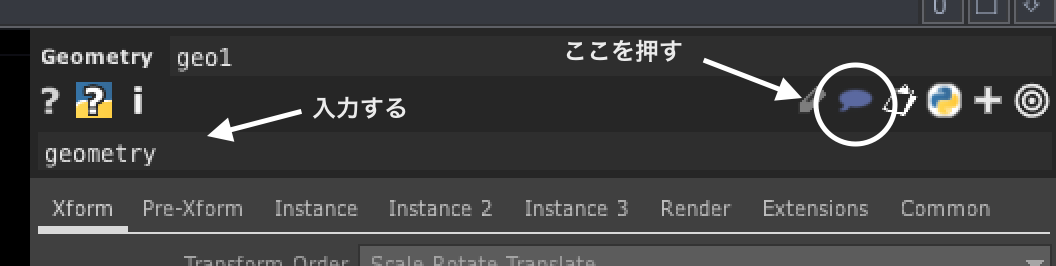 0
Geometry geo1 ここを押す
? ? i
入力する
geometry
Xform Pre-Xform Instance Instance 2 Instance 3 Render Extensions Common
Transform Order Scale Rotate Translate